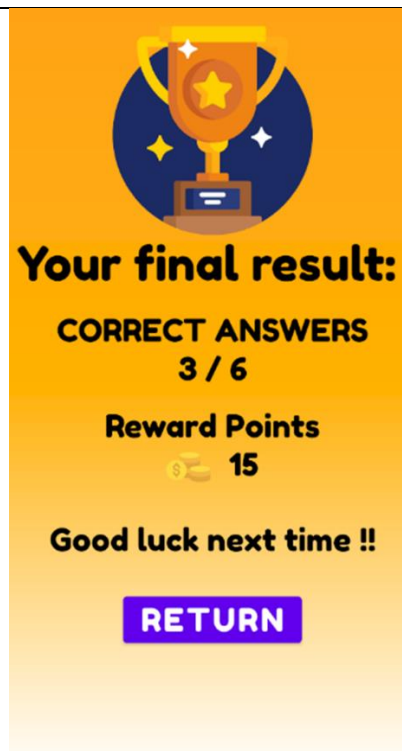 Your final result:
CORRECT ANSWERS
3 / 6
Reward Points
$ 15
Good luck next time !!
RETURN